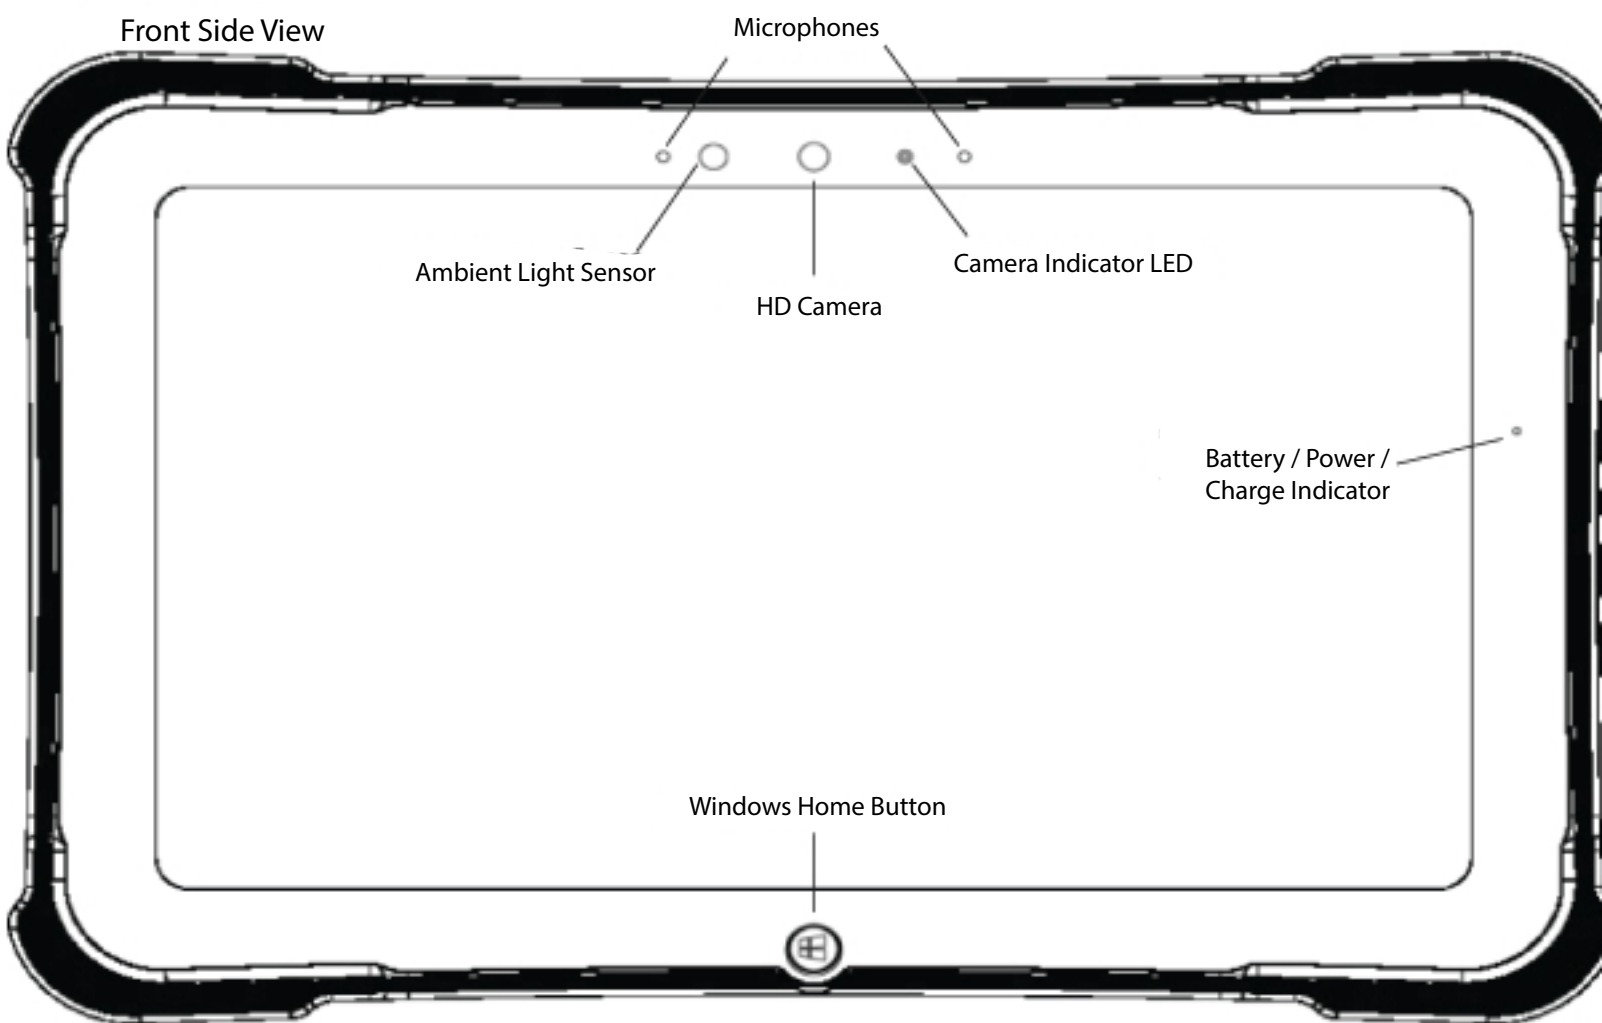 Front Side View
Microphones
Ambient Light Sensor
Camera Indicator LED
HD Camera
Battery / Power /
Charge Indicator
Windows Home Button